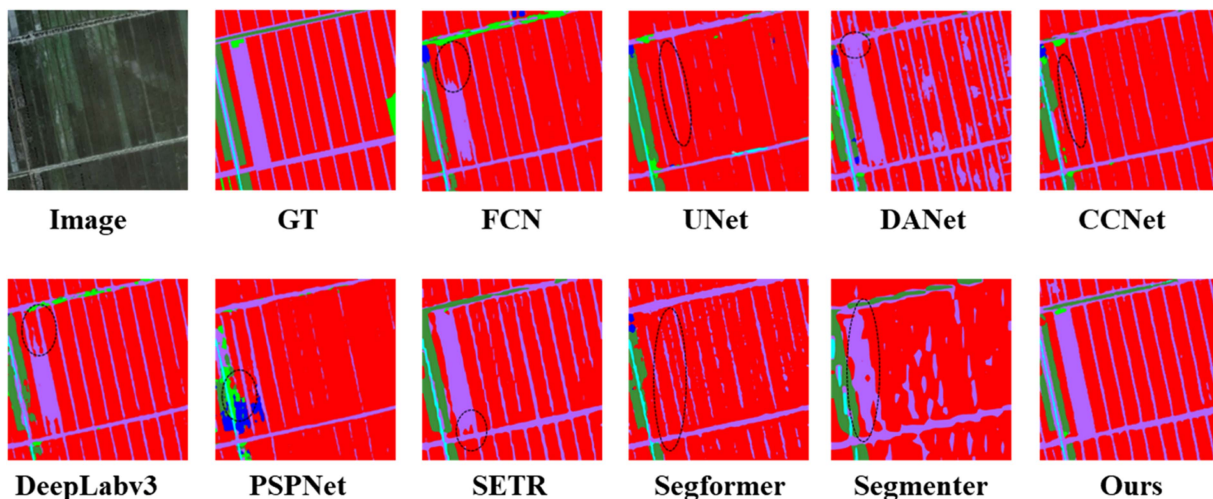 Image GT FCN UNet DANet CCNet
DeepLabv3 PSPNet SETR Segformer Segmenter Ours